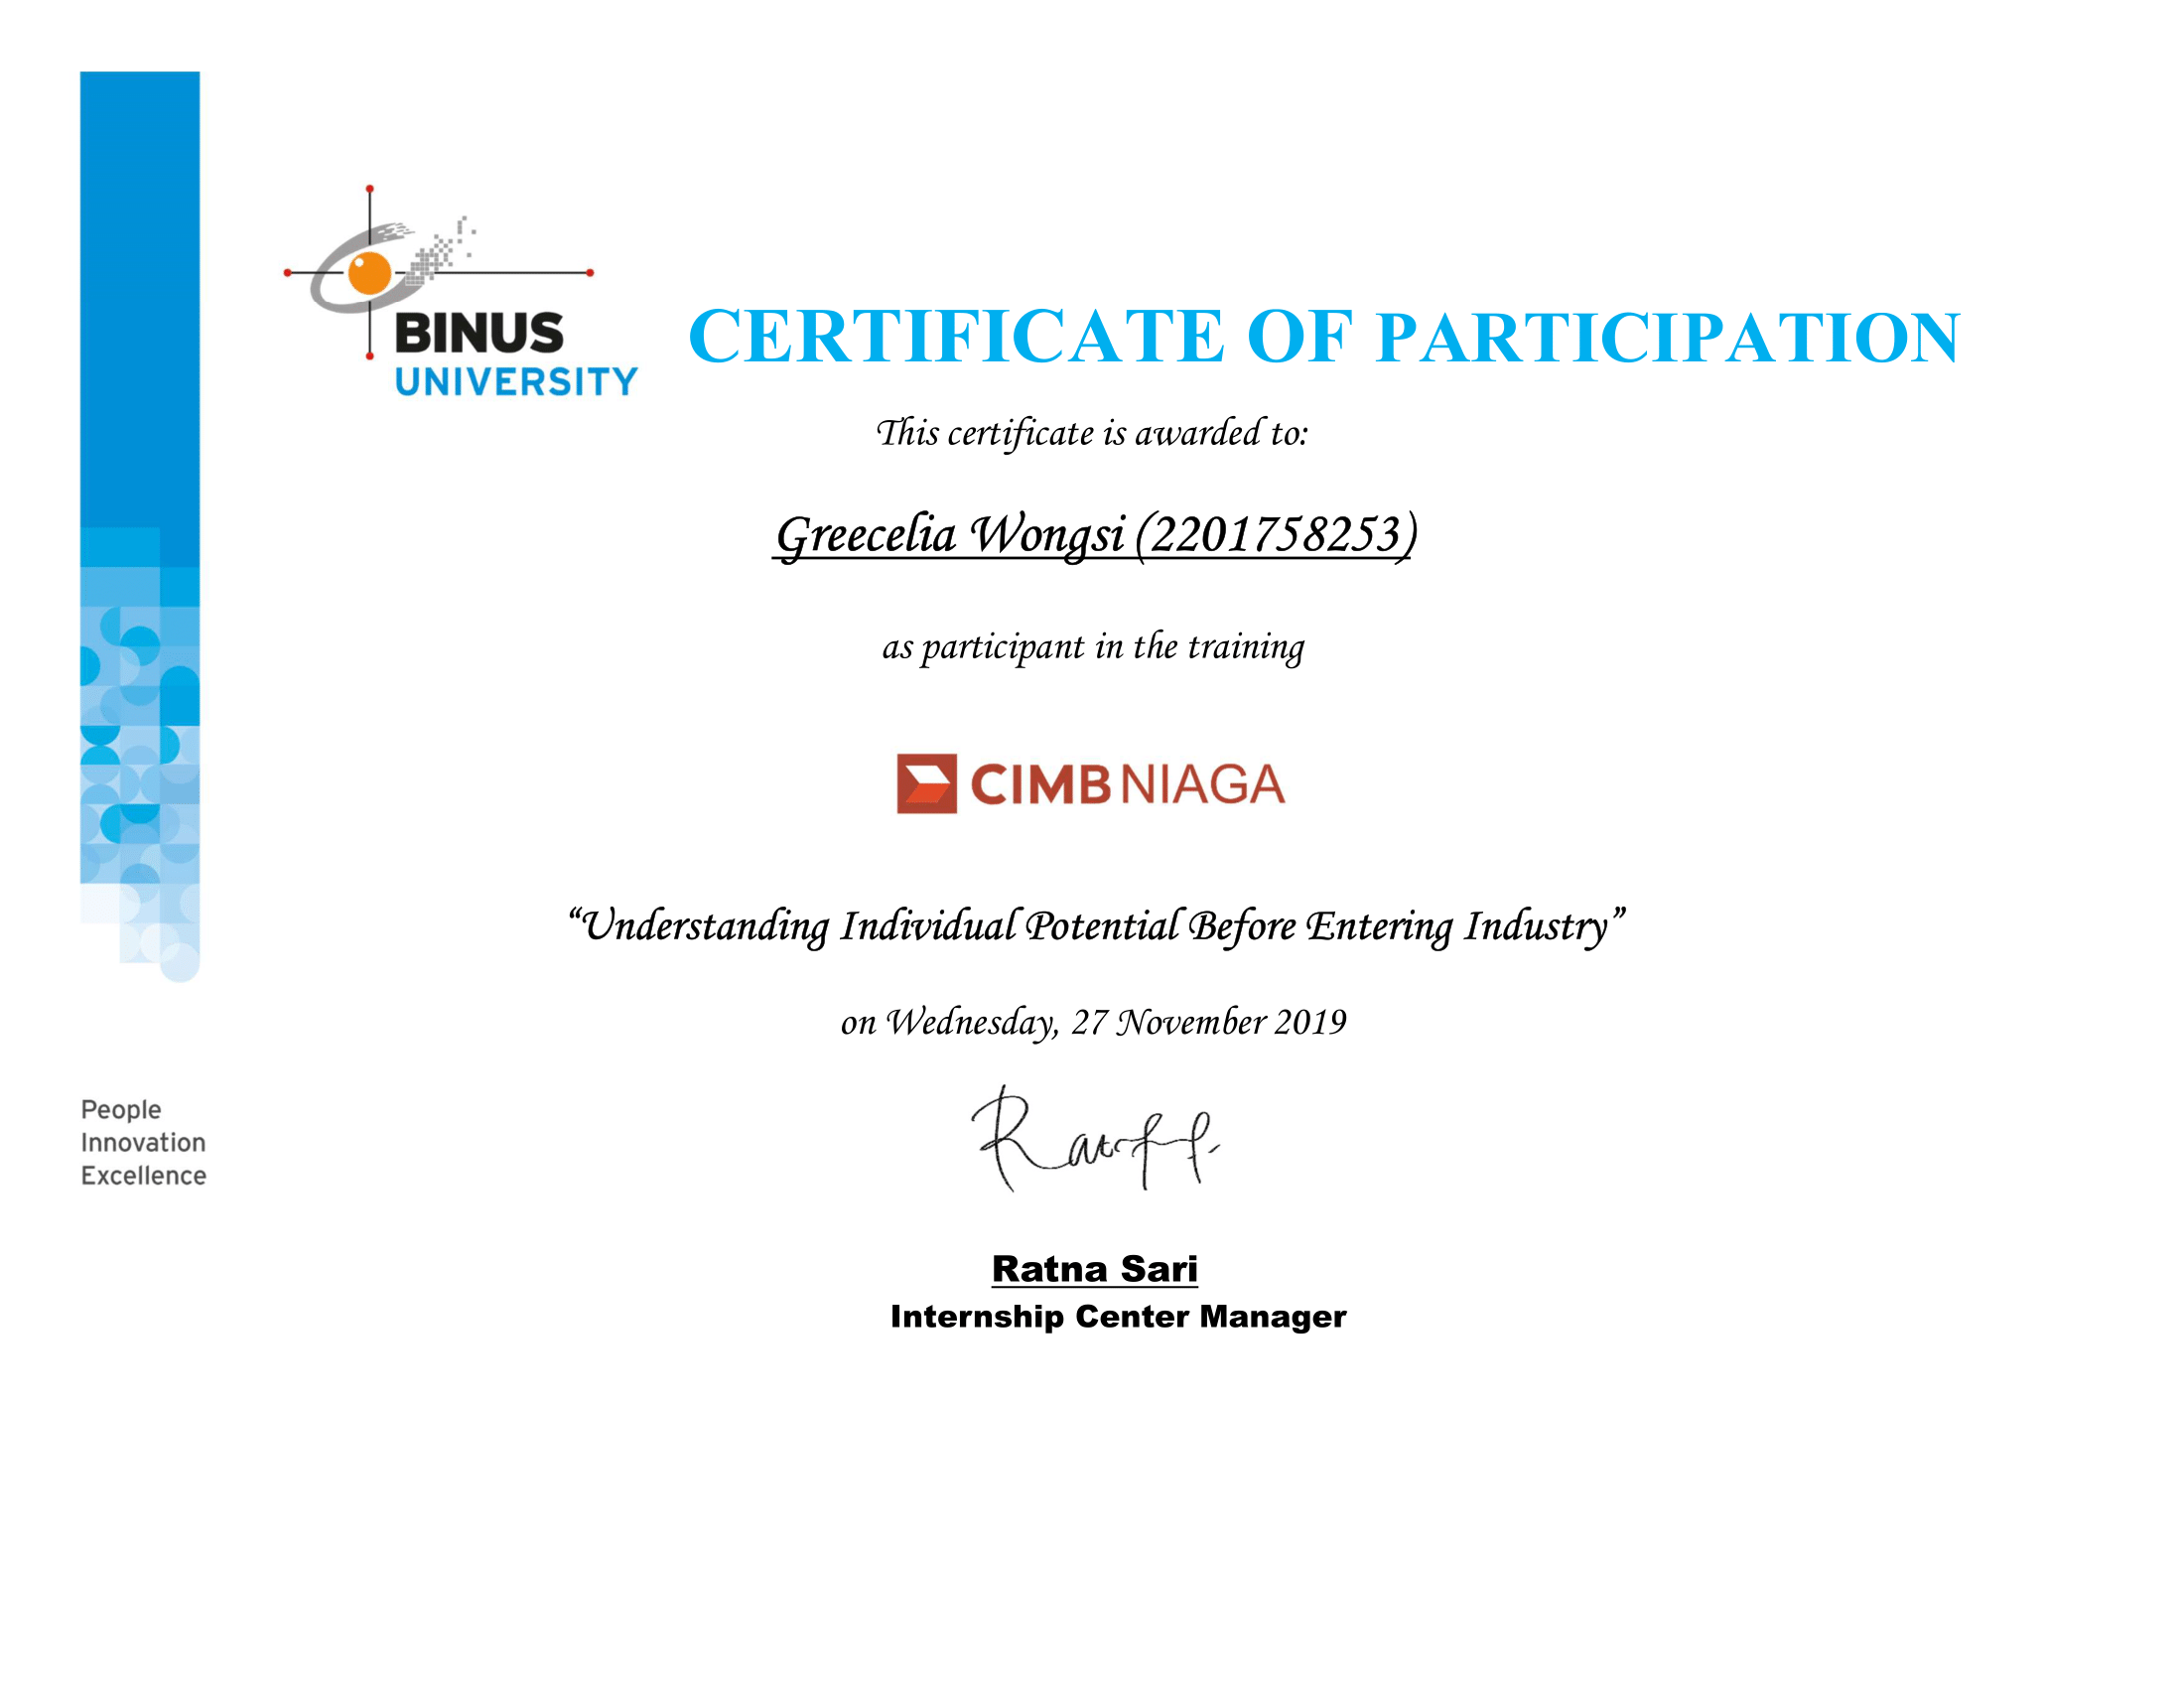 BINUS
UNIVERSITY
CERTIFICATE OF PARTICIPATION
This certificate is awarded to:
Greecelia Wongsi (2201758253)
as participant in the training
CIMB NIAGA
“Understanding Individual Potential Before Entering Industry”
on Wednesday, 27 November 2019
People
Innovation
Excellence
Ratna Sari
Internship Center Manager